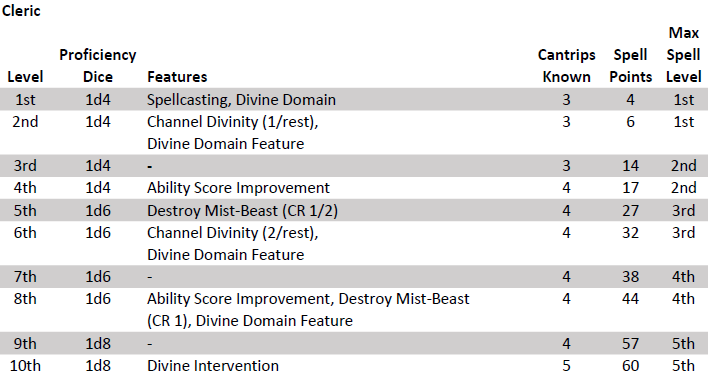 Cleric
Max
Proficiency Cantrips Spell Spell
Level Dice Features Known Points Level
1st 1d4 Spellcasting, Divine Domain 3 4 1st
2nd 1d4 Channel Divinity (1/rest), 3 6 1st
Divine Domain Feature
3rd 1d4 - 3 14 2nd
4th 1d4 Ability Score Improvement 4 17 2nd
5th 1d6 Destroy Mist-Beast (CR 1/2) 4 27 3rd
6th 1d6 Channel Divinity (2/rest), 4 32 3rd
Divine Domain Feature
7th 1d6 - 4 38 4th
8th 1d6 Ability Score Improvement, Destroy Mist-Beast 4 44 4th
(CR 1), Divine Domain Feature
9th 1d8 - 4 57 5th
10th 1d8 Divine Intervention 5 60 5th